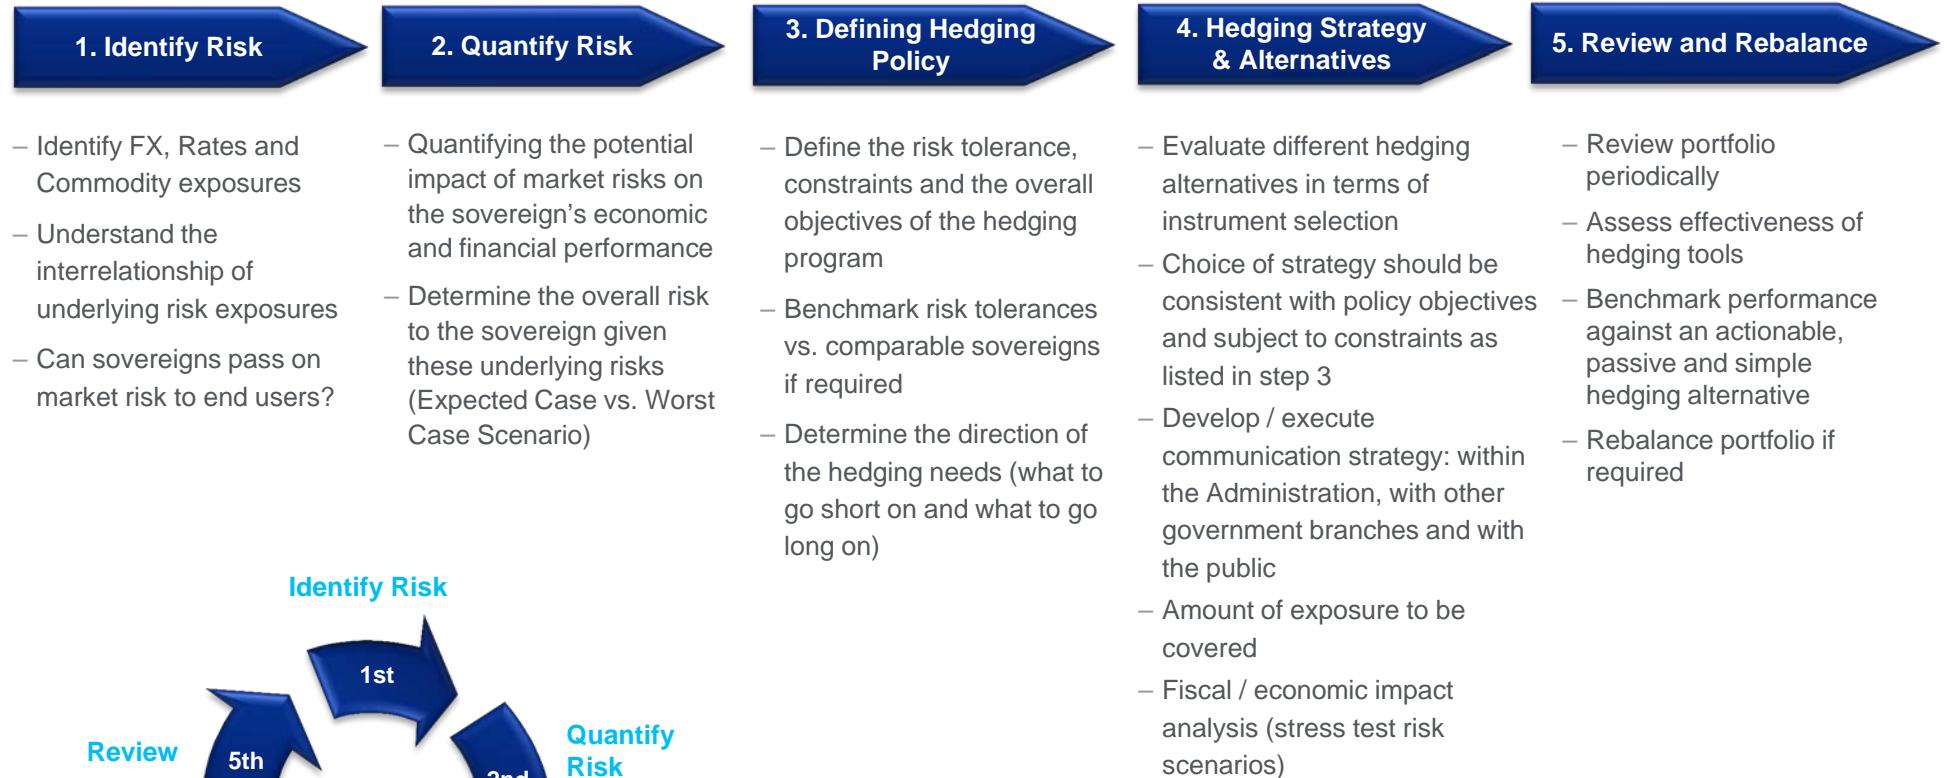 1. Identify Risk
– Identify FX, Rates and
Commodity exposures
– Understand the
interrelationship of
underlying risk exposures
– Can sovereigns pass on
market risk to end users?
2. Quantify Risk
– Quantifying the potential
impact of market risks on
the sovereign's economic
and financial performance
– Determine the overall risk
to the sovereign given
these underlying risks
(Expected Case vs. Worst
Case Scenario)
3. Defining Hedging
Policy
– Define the risk tolerance,
constraints and the overall
objectives of the hedging
program
– Benchmark risk tolerances
vs. comparable sovereigns
if required
– Determine the direction of
the hedging needs (what to
go short on and what to go
long on)
4. Hedging Strategy
& Alternatives
– Evaluate different hedging
alternatives in terms of
instrument selection
– Choice of strategy should be
consistent with policy objectives
and subject to constraints as
listed in step 3
– Develop / execute
communication strategy: within
the Administration, with other
government branches and with
the public
– Amount of exposure to be
covered
– Fiscal / economic impact
analysis (stress test risk
scenarios)
5. Review and Rebalance
– Review portfolio
periodically
– Assess effectiveness of
hedging tools
– Benchmark performance
against an actionable,
passive and simple
hedging alternative
– Rebalance portfolio if
required
Identify Risk
1st
Quantify
Risk
2nd
Review
5th